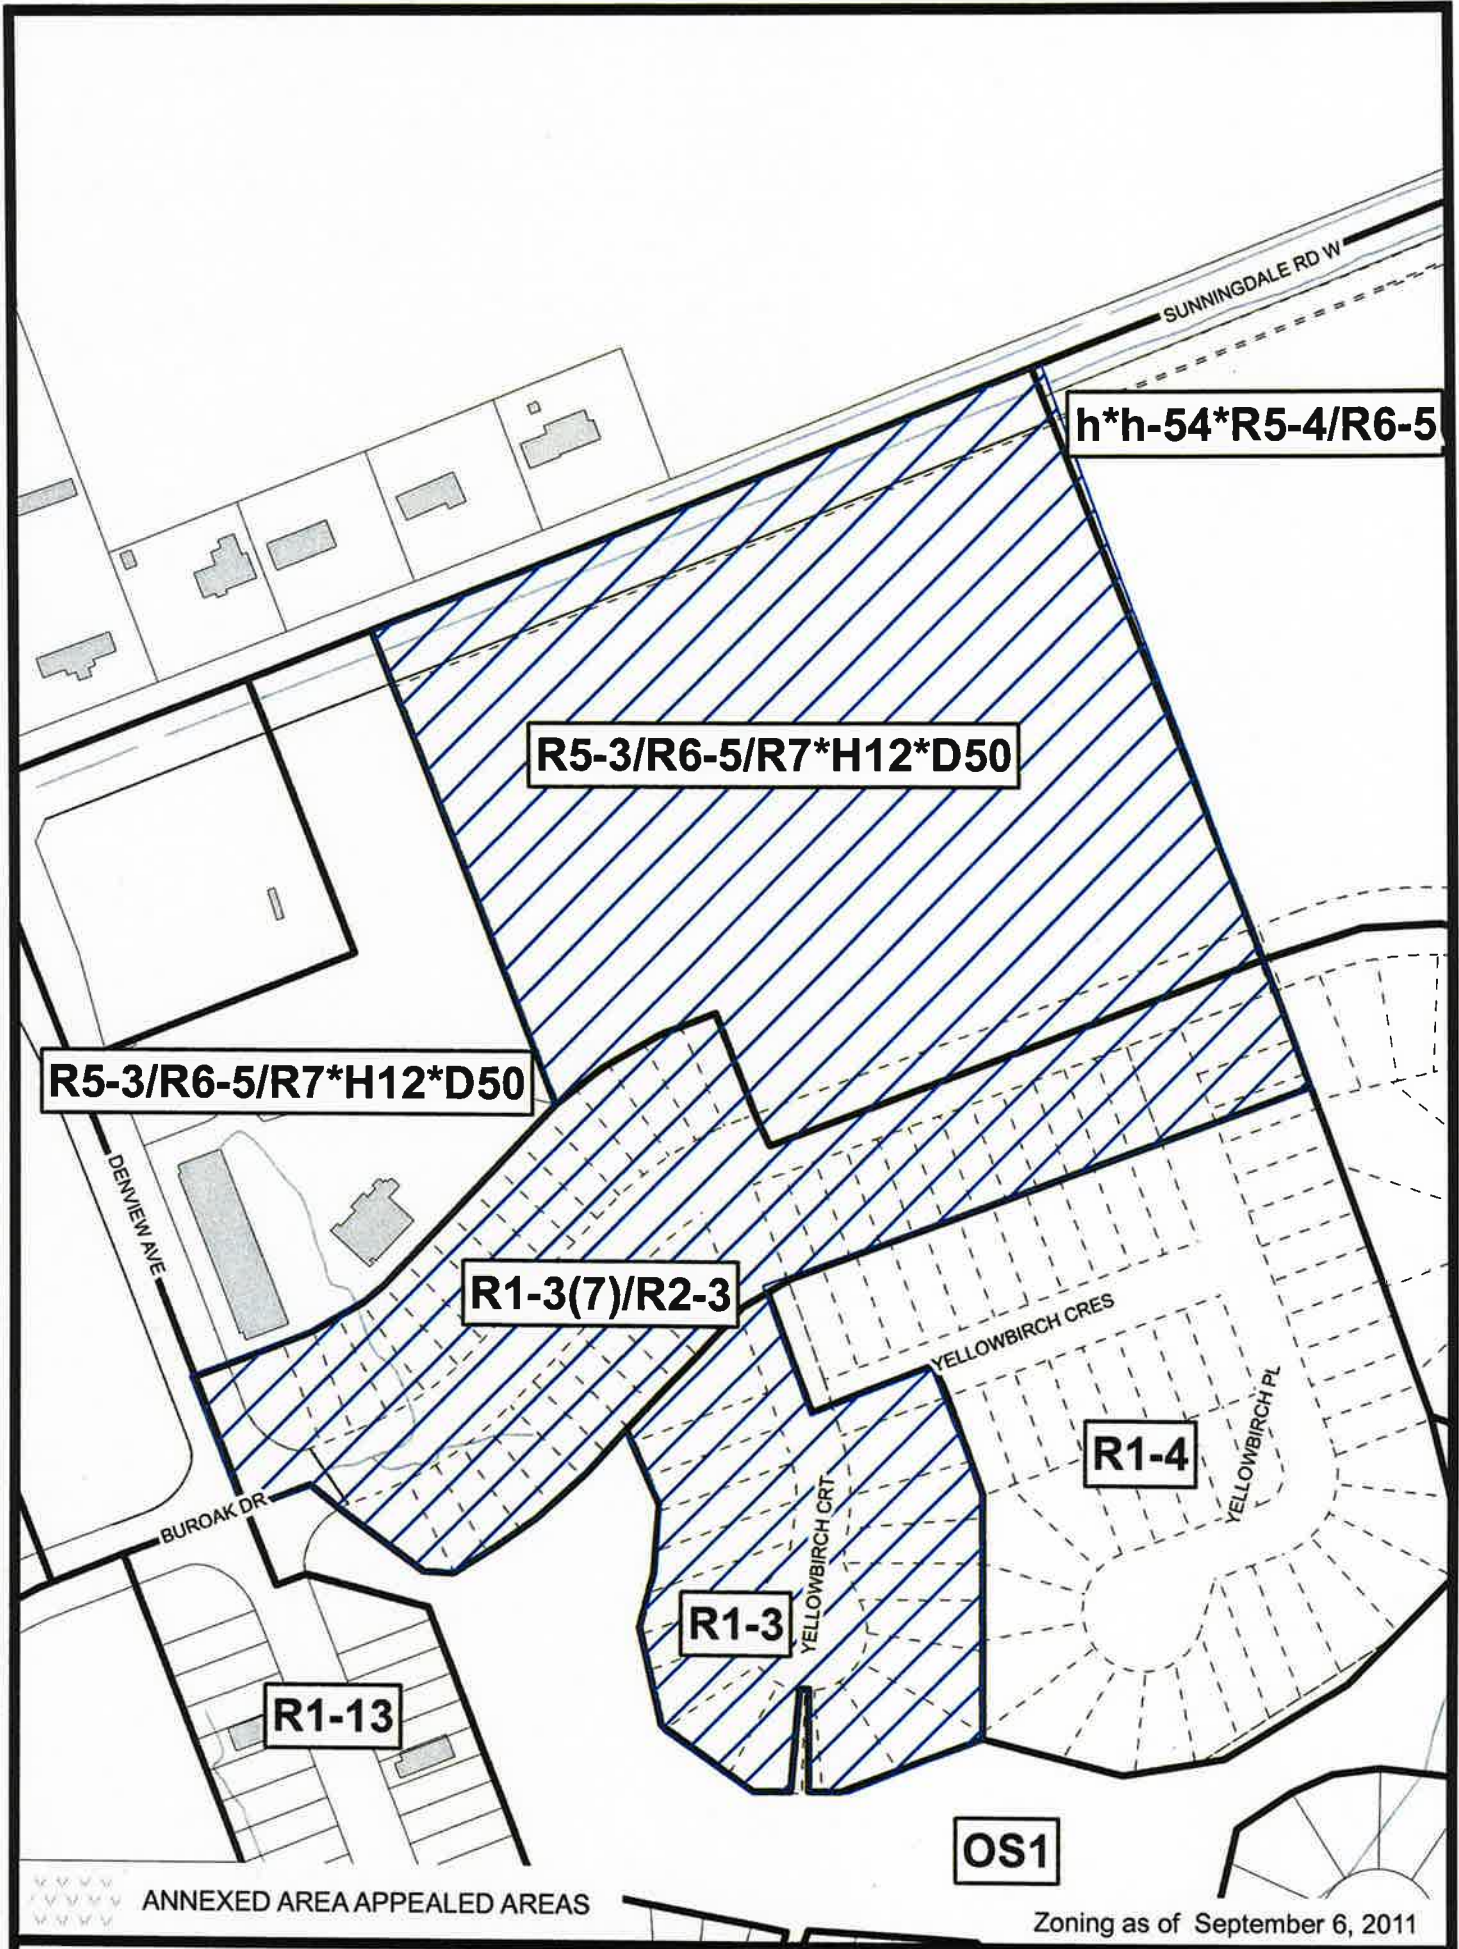 SUNNINGDALE RD W
h*h-54*R5-4/R6-5
R5-3/R6-5/R7*H12*D50
R5-3/R6-5/R7*H12*D50
DENVIEW AVE
R1-3(7)/R2-3
YELLOWBIRCH CRES
YELLOWBIRCH PL
R1-4
YELLOWBIRCH CRT
BUROAK DR
R1-3
R1-13
OS1
ANNEXED AREA APPEALED AREAS
Zoning as of September 6, 2011